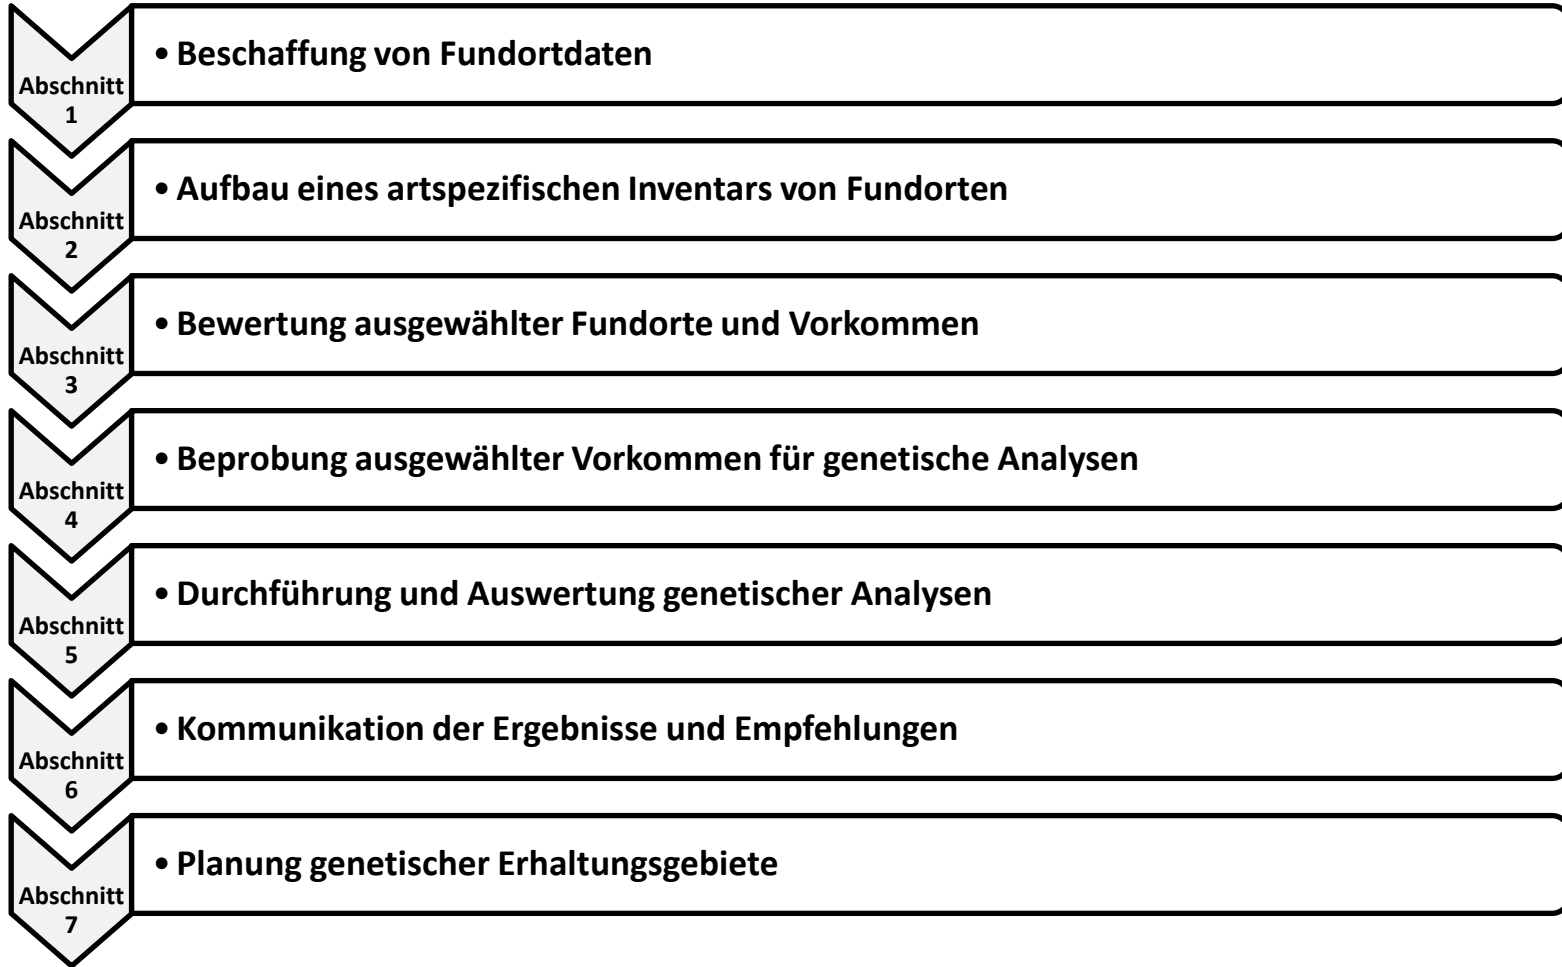 Abschnitt
1
• Beschaffung von Fundortdaten
Abschnitt
2
• Aufbau eines artspezifischen Inventars von Fundorten
Abschnitt
3
• Bewertung ausgewählter Fundorte und Vorkommen
Abschnitt
4
• Beprobung ausgewählter Vorkommen für genetische Analysen
Abschnitt
5
• Durchführung und Auswertung genetischer Analysen
Abschnitt
6
• Kommunikation der Ergebnisse und Empfehlungen
Abschnitt
7
• Planung genetischer Erhaltungsgebiete